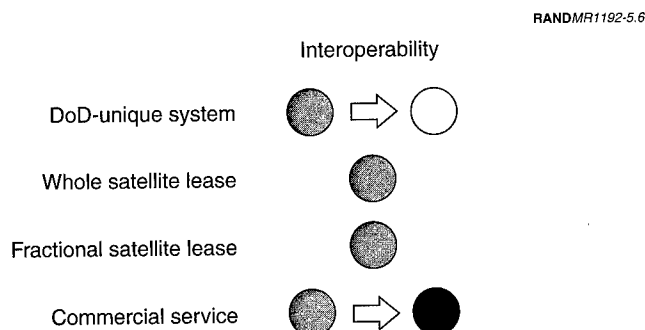 RANDMR1192-5.6
Interoperability
DoD-unique system
Whole satellite lease
Fractional satellite lease
Commercial service